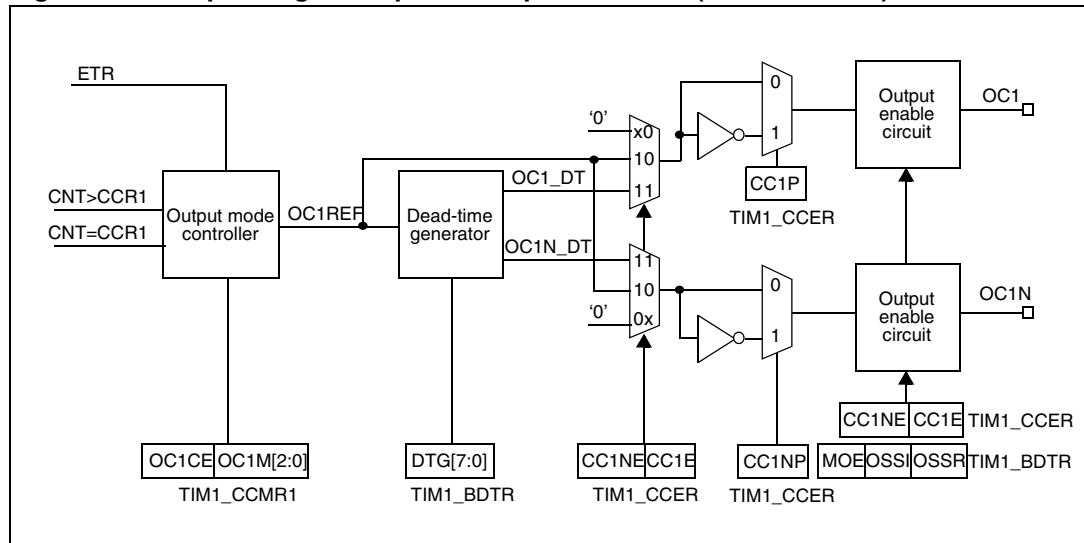 ETR
CNT>CCR1
CNT=CCR1
Output mode
controller
OC1REF
Dead-time
generator
OC1_DT
OC1N_DT
‘0’
x0
10
11
11
10
0x
‘0’
0
1
CC1P
TIM1_CCER
0
1
Output
enable
circuit
OC1
Output
enable
circuit
OC1N
OC1CE OC1M[2:0]
TIM1_CCMR1
DTG[7:0]
TIM1_BDTR
CC1NE CC1E
TIM1_CCER
CC1NP
TIM1_CCER
CC1NE CC1E TIM1_CCER
MOE OSSI OSSR TIM1_BDTR